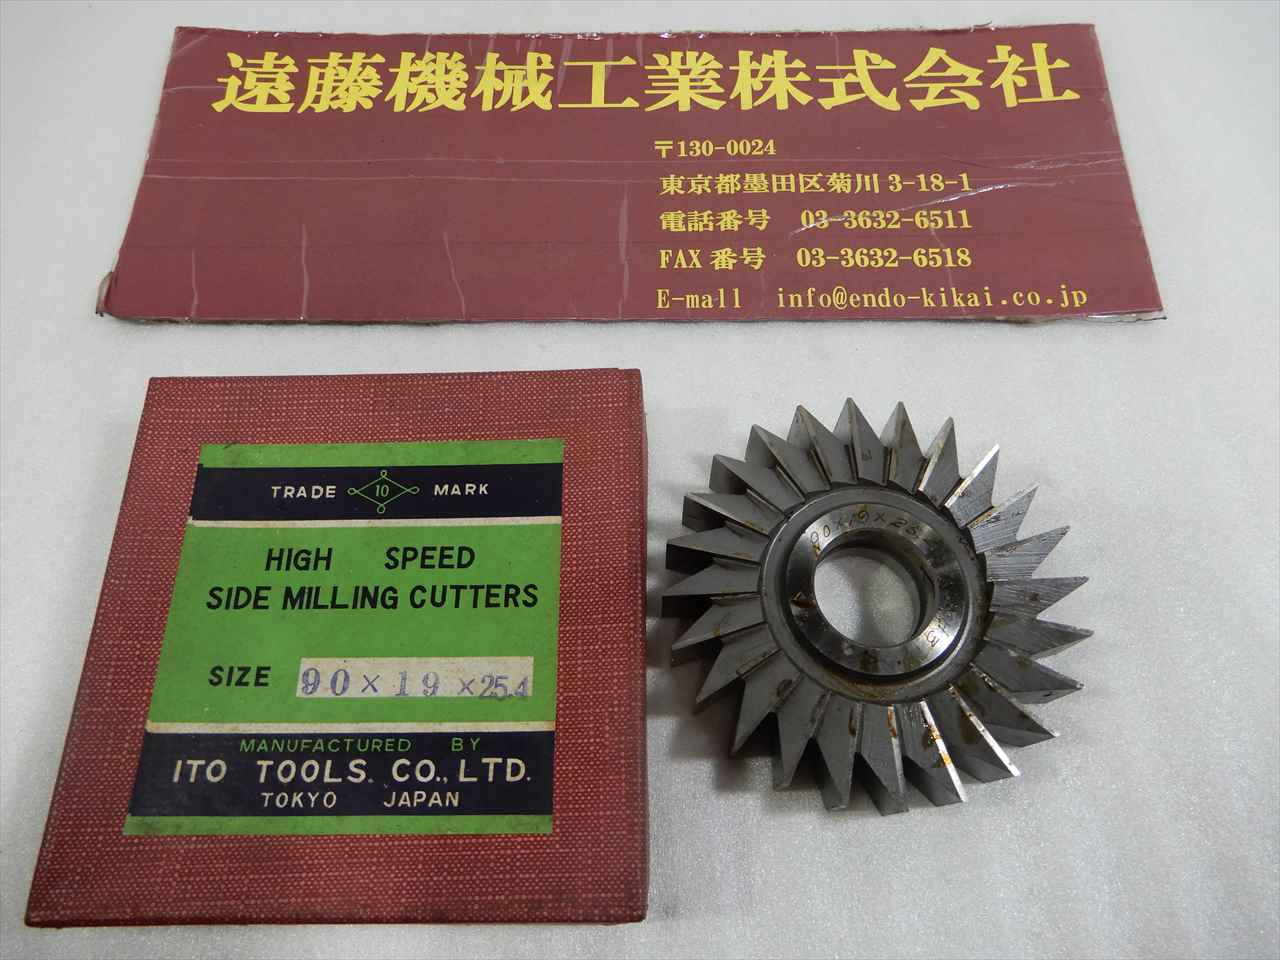 遠藤機械工業株式会社
〒130-0024
東京都墨田区菊川 3-18-1
電話番号 03-3632-6511
FAX 番号 03-3632-6518
E-mall info@endo-kikai.co.jp
TRADE 10 MARK
HIGH SPEED
SIDE MILLING CUTTERS
SIZE 90×19×25.4
MANUFACTURED BY
ITO TOOLS. CO., LTD.
TOKYO JAPAN
90×19×25